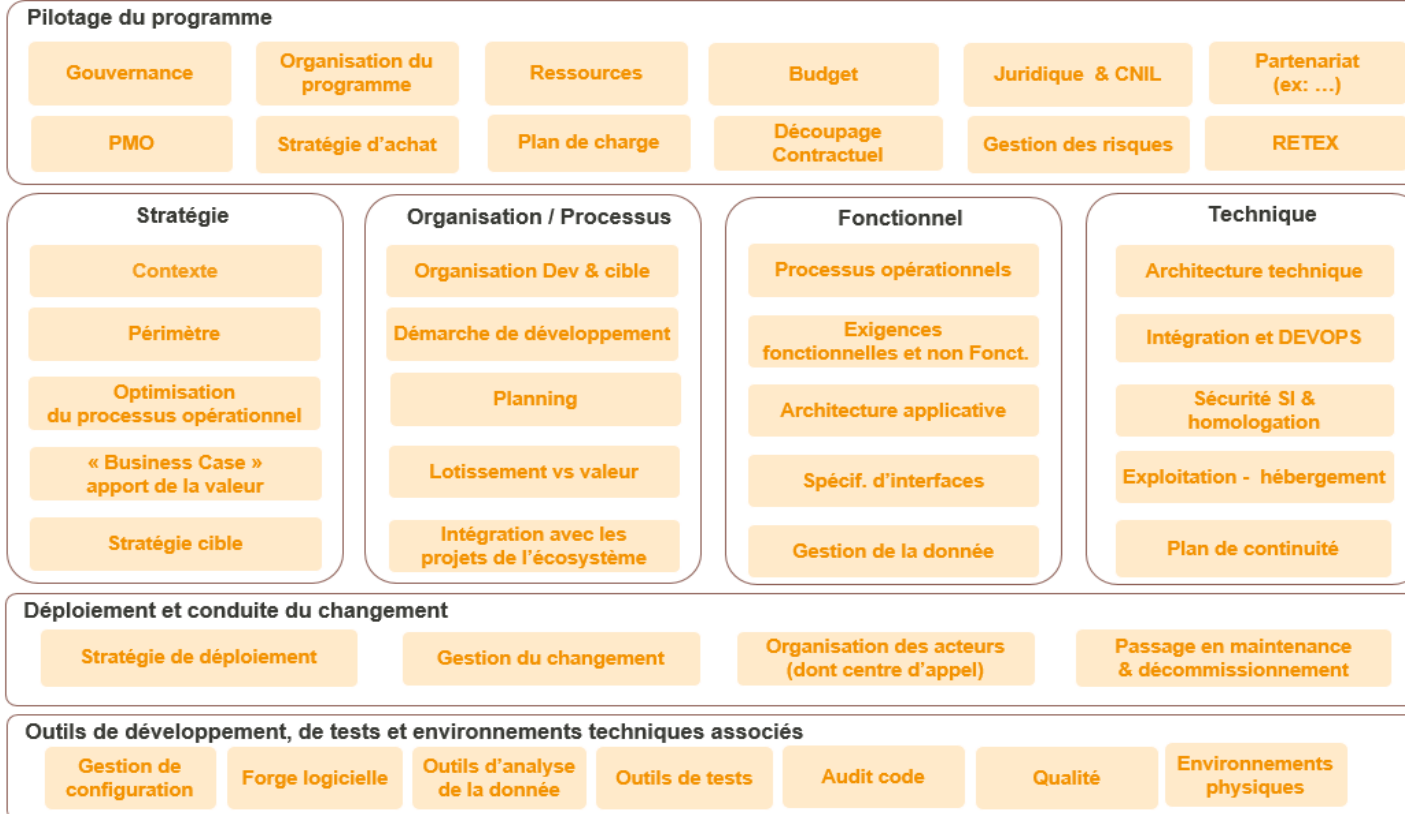 Pilotage du programme
Gouvernance
Organisation du
programme
Ressources
Budget
Juridique & CNIL
Partenariat
(ex: …)
PMO
Stratégie d’achat
Plan de charge
Découpage
Contractuel
Gestion des risques
RETEX
Stratégie
Contexte
Périmètre
Optimisation
du processus opérationnel
« Business Case »
apport de la valeur
Stratégie cible
Organisation / Processus
Organisation Dev & cible
Démarche de développement
Planning
Lotissement vs valeur
Intégration avec les
projets de l’écosystème
Fonctionnel
Processus opérationnels
Exigences
fonctionnelles et non Fonct.
Architecture applicative
Spécif. d’interfaces
Gestion de la donnée
Technique
Architecture technique
Intégration et DEVOPS
Sécurité SI &
homologation
Exploitation - hébergement
Plan de continuité
Déploiement et conduite du changement
Stratégie de déploiement
Gestion du changement
Organisation des acteurs
(dont centre d’appel)
Passage en maintenance
& décommissionnement
Outils de développement, de tests et environnements techniques associés
Gestion de
configuration
Forge logicielle
Outils d’analyse
de la donnée
Outils de tests
Audit code
Qualité
Environnements
physiques